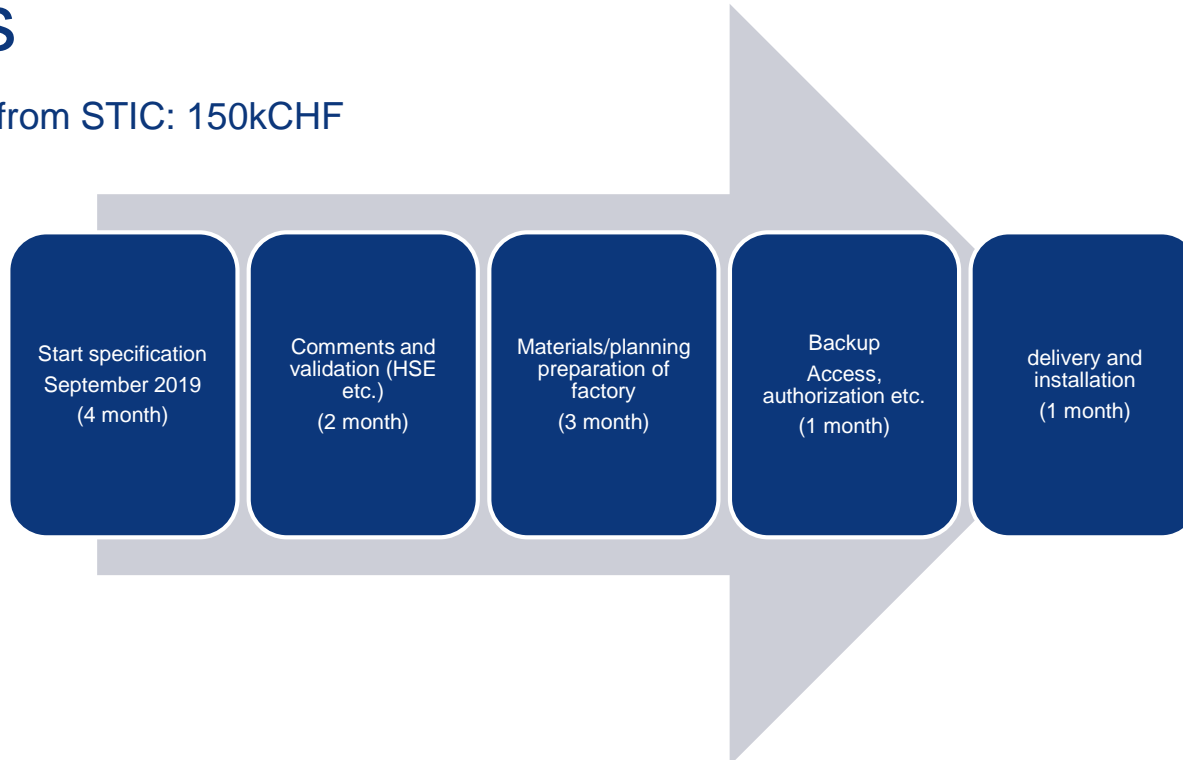 s
from STIC: 150kCHF
Start specification
September 2019
(4 month)
Comments and
validation (HSE
etc.)
(2 month)
Materials/planning
preparation of
factory
(3 month)
Backup
Access,
authorization etc.
(1 month)
delivery and
installation
(1 month)